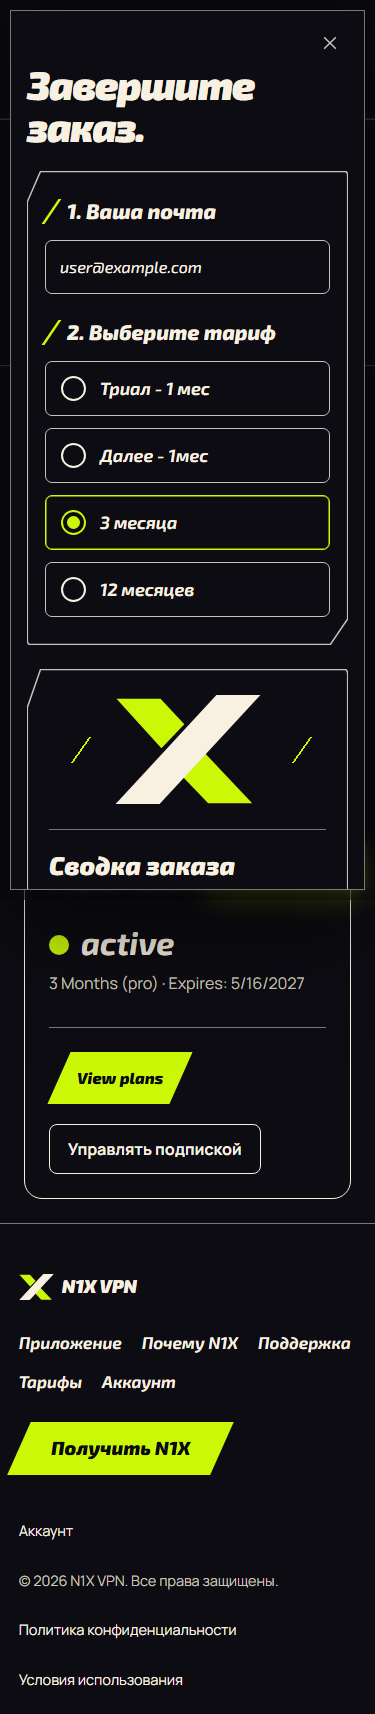 Завершите
заказ.
1. Ваша почта
user@example.com
2. Выберите тариф
Триал - 1 мес
Далее - 1мес
3 месяца
12 месяцев
Сводка заказа
active
3 Months (pro) · Expires: 5/16/2027
View plans
Управлять подпиской
N1X VPN
Приложение Почему N1X Поддержка
Тарифы Аккаунт
Получить N1X
Аккаунт
© 2026 N1X VPN. Все права защищены.
Политика конфиденциальности
Условия использования